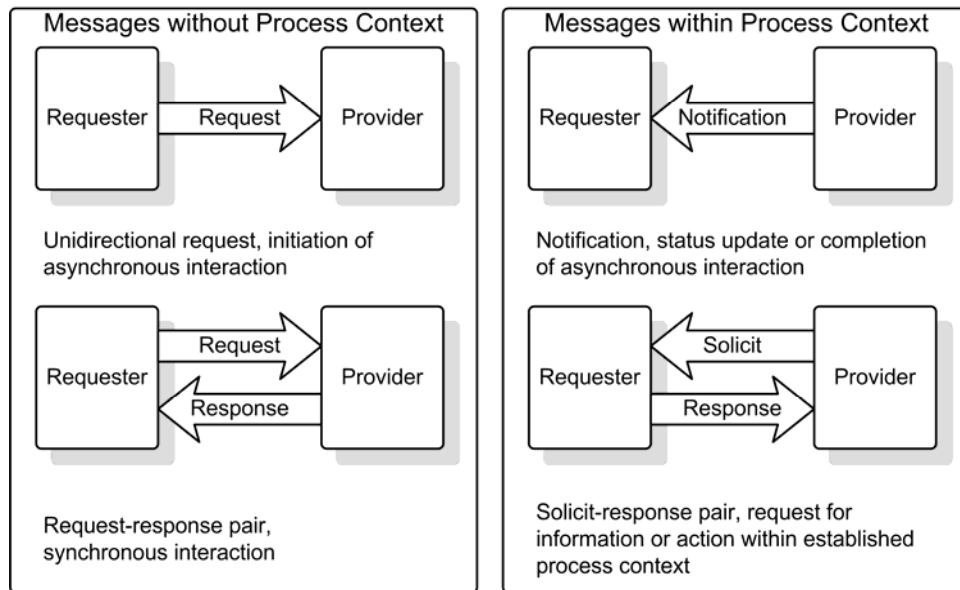 Messages without Process Context
Requester
Request
Provider
Unidirectional request, initiation of
asynchronous interaction
Requester
Request
Response
Provider
Request-response pair,
synchronous interaction
Messages within Process Context
Requester
Notification
Provider
Notification, status update or completion
of asynchronous interaction
Requester
Solicit
Response
Provider
Solicit-response pair, request for
information or action within established
process context